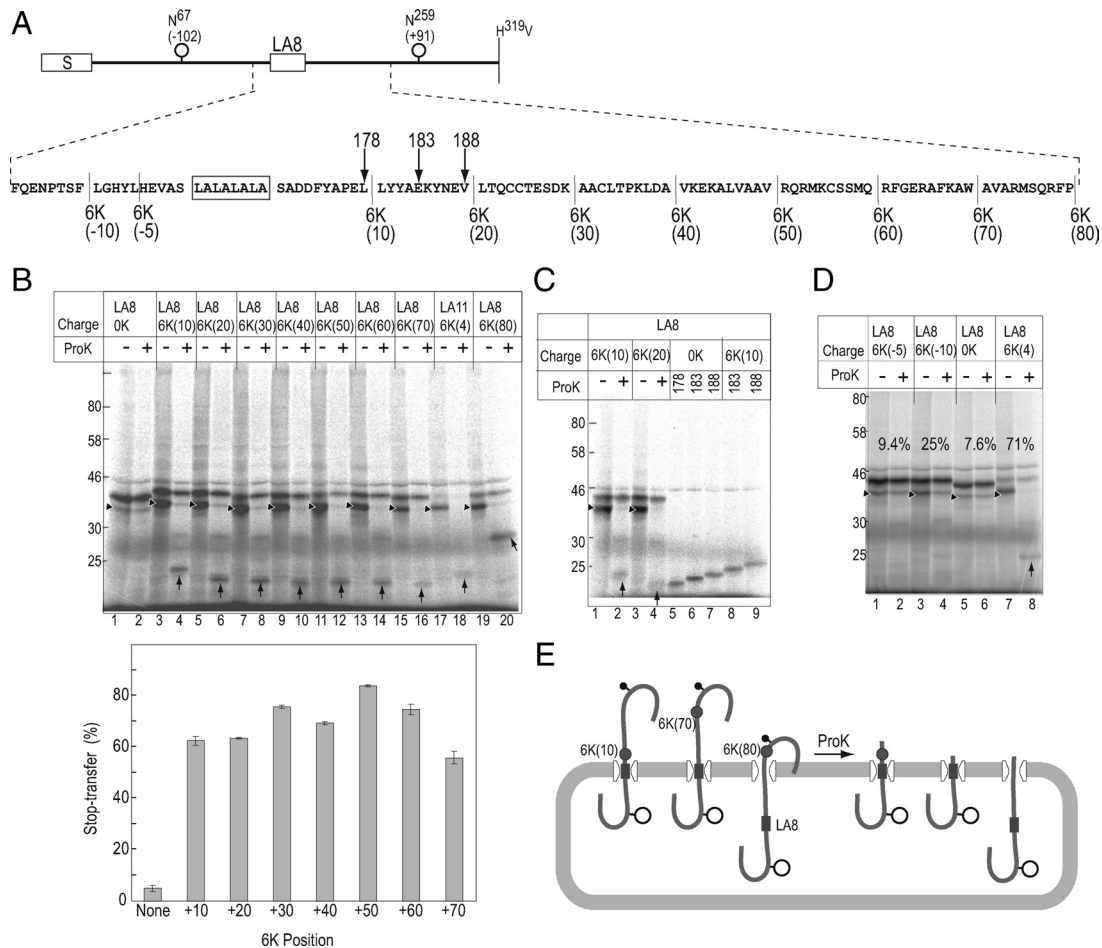 A
N67 (-102)
N259 (+91)
H319V
S
LA8
178 183 188
FQENPTSF LGHYL HEVAS LALALALA SADDFYAPEL LYYAEKYNEV LTQCCTESDK AACLTPKLDA VKEKALVAAV RQRMKCSSMQ RFGERAFKAW AVARMSQRFP
6K (-10) 6K (-5) 6K (10) 6K (20) 6K (30) 6K (40) 6K (50) 6K (60) 6K (70) 6K (80)
B
LA8 LA8 LA8 LA8 LA8 LA8 LA8 LA8 LA11 LA8
Charge 0K 6K(10) 6K(20) 6K(30) 6K(40) 6K(50) 6K(60) 6K(70) 6K(4) 6K(80)
ProK - + - + - + - + - + - + - + - + - + - +
80
58
46
30
25
1 2 3 4 5 6 7 8 9 10 11 12 13 14 15 16 17 18 19 20
Stop-transfer (%)
80
60
40
20
0
None +10 +20 +30 +40 +50 +60 +70
6K Position
C
LA8
Charge 6K(10) 6K(20) 0K 6K(10)
ProK - + - + 178 183 188 183 188
80
58
46
30
25
1 2 3 4 5 6 7 8 9
D
LA8 LA8 LA8 LA8
Charge 6K(-5) 6K(-10) 0K 6K(4)
ProK - + - + - + - +
80
58
9.4% 25% 7.6% 71%
46
30
25
1 2 3 4 5 6 7 8
E
6K(10)
6K(70)
6K(80)
ProK
LA8